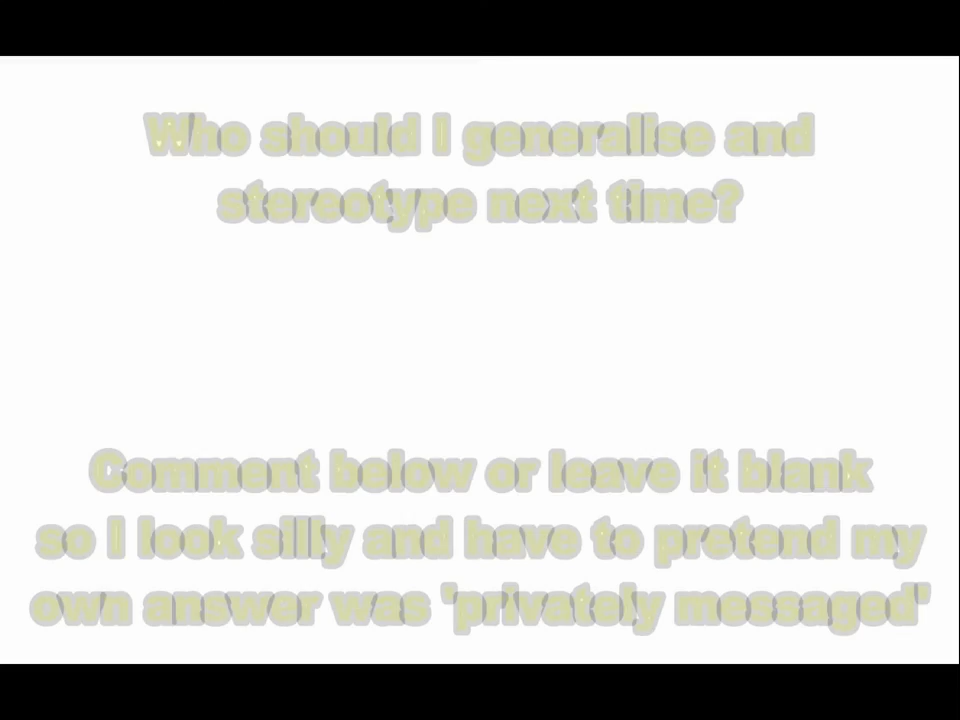 Who should I generalise and
stereotype next time?
Comment below or leave it blank
so I look silly and have to pretend my
own answer was 'privately messaged'